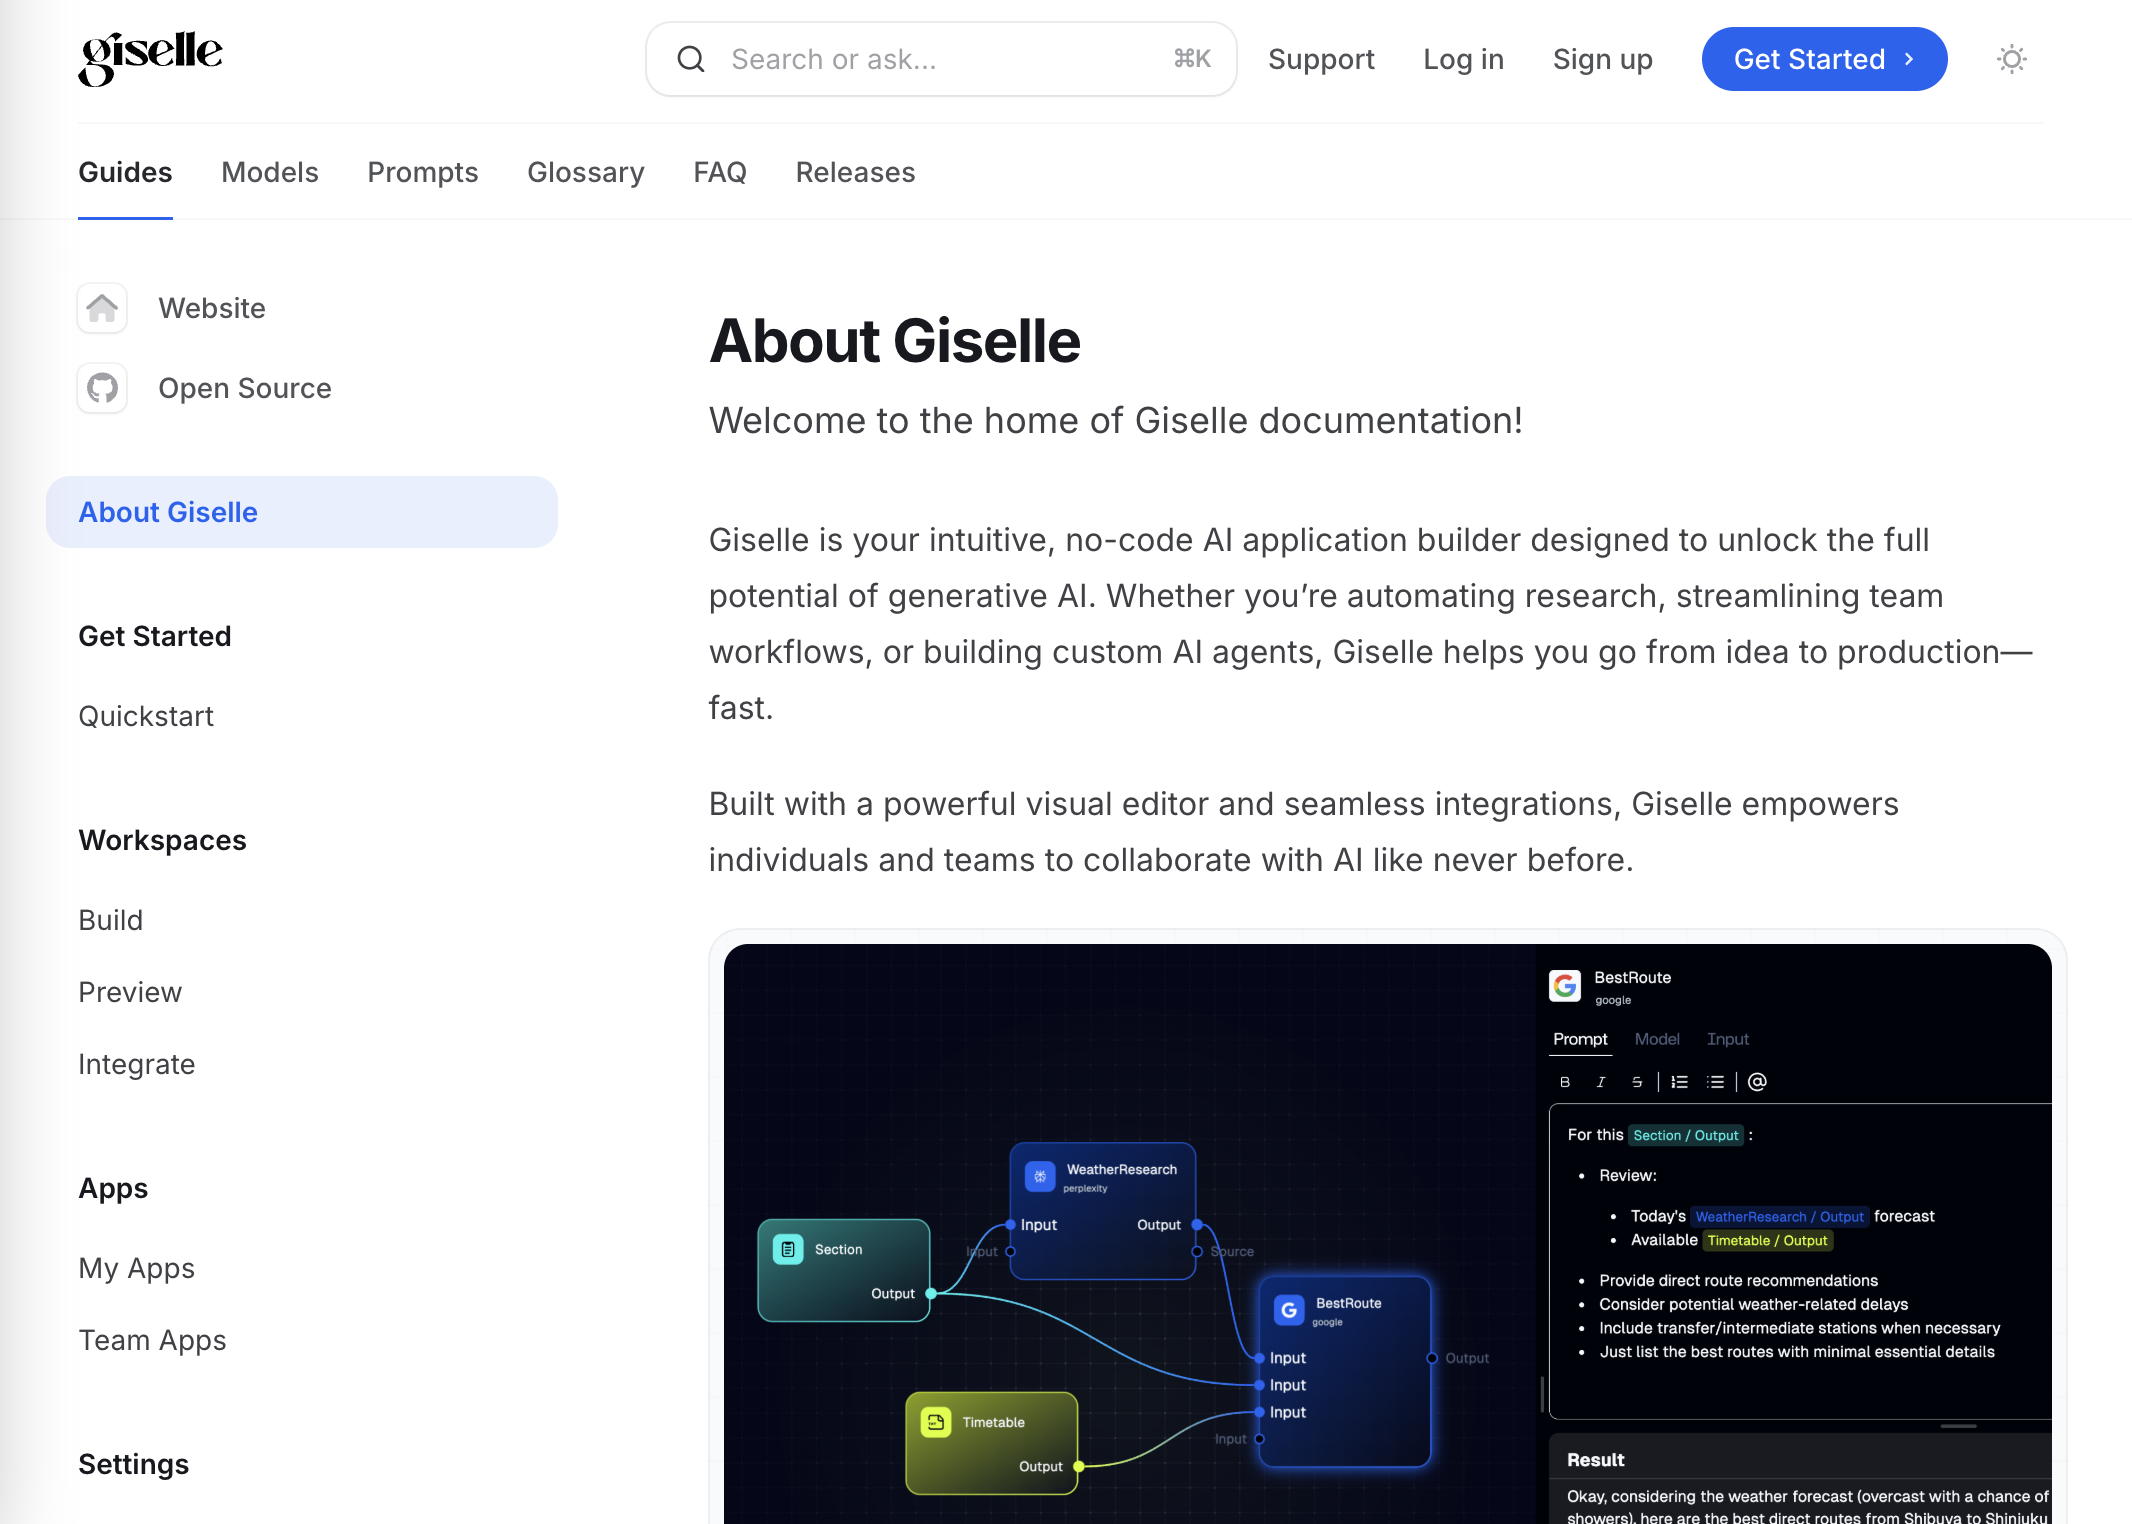 giselle
Search or ask...
⌘K
Support
Log in
Sign up
Get Started
Guides
Models
Prompts
Glossary
FAQ
Releases
Website
Open Source
About Giselle
Get Started
Quickstart
Workspaces
Build
Preview
Integrate
Apps
My Apps
Team Apps
Settings
About Giselle
Welcome to the home of Giselle documentation!
Giselle is your intuitive, no-code AI application builder designed to unlock the full
potential of generative AI. Whether you’re automating research, streamlining team
workflows, or building custom AI agents, Giselle helps you go from idea to production—
fast.
Built with a powerful visual editor and seamless integrations, Giselle empowers
individuals and teams to collaborate with AI like never before.
Section
Output
WeatherResearch
perplexity
Input
Output
Input
Source
Timetable
Output
BestRoute
google
Input
Output
Input
Input
Input
BestRoute
google
Prompt
Model
Input
B I S @
For this Section / Output :
• Review:
• Today's WeatherResearch / Output forecast
• Available Timetable / Output
• Provide direct route recommendations
• Consider potential weather-related delays
• Include transfer/intermediate stations when necessary
• Just list the best routes with minimal essential details
Result
Okay, considering the weather forecast (overcast with a chance of
showers), here are the best direct routes from Shibuya to Shinjuku